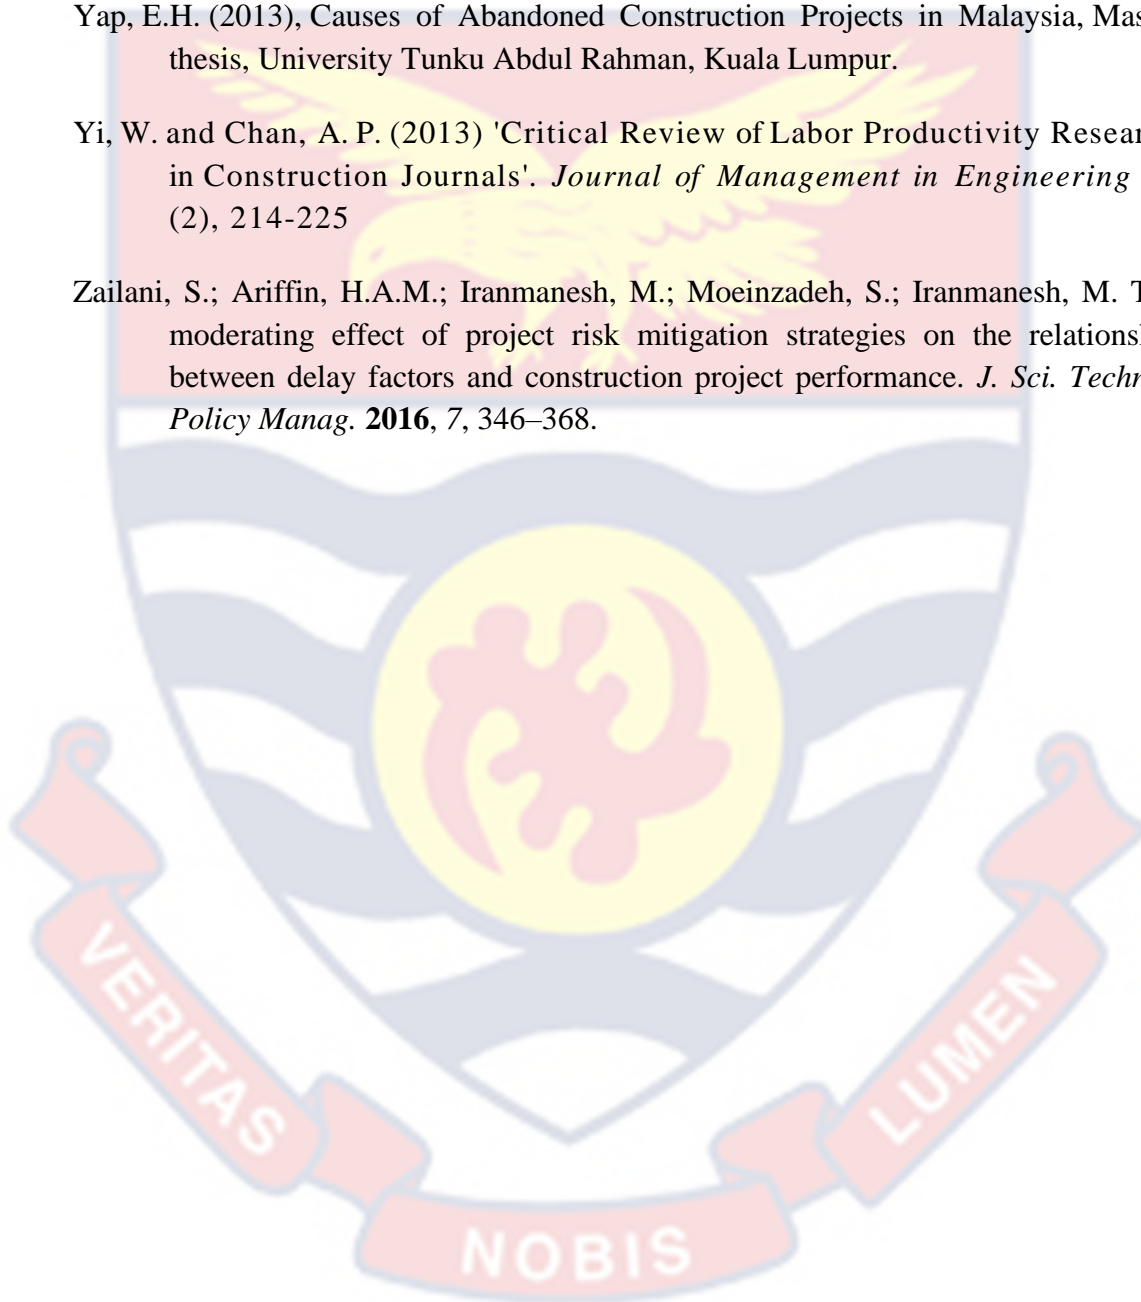 Yap, E.H. (2013), Causes of Abandoned Construction Projects in Malaysia, Mas
thesis, University Tunku Abdul Rahman, Kuala Lumpur.
Yi, W. and Chan, A. P. (2013) 'Critical Review of Labor Productivity Resear
in Construction Journals'. Journal of Management in Engineering
(2), 214-225
Zailani, S.; Ariffin, H.A.M.; Iranmanesh, M.; Moeinzadeh, S.; Iranmanesh, M. T
moderating effect of project risk mitigation strategies on the relations
between delay factors and construction project performance. J. Sci. Techn
Policy Manag. 2016, 7, 346–368.
VERITAS
NOBIS
LUMEN